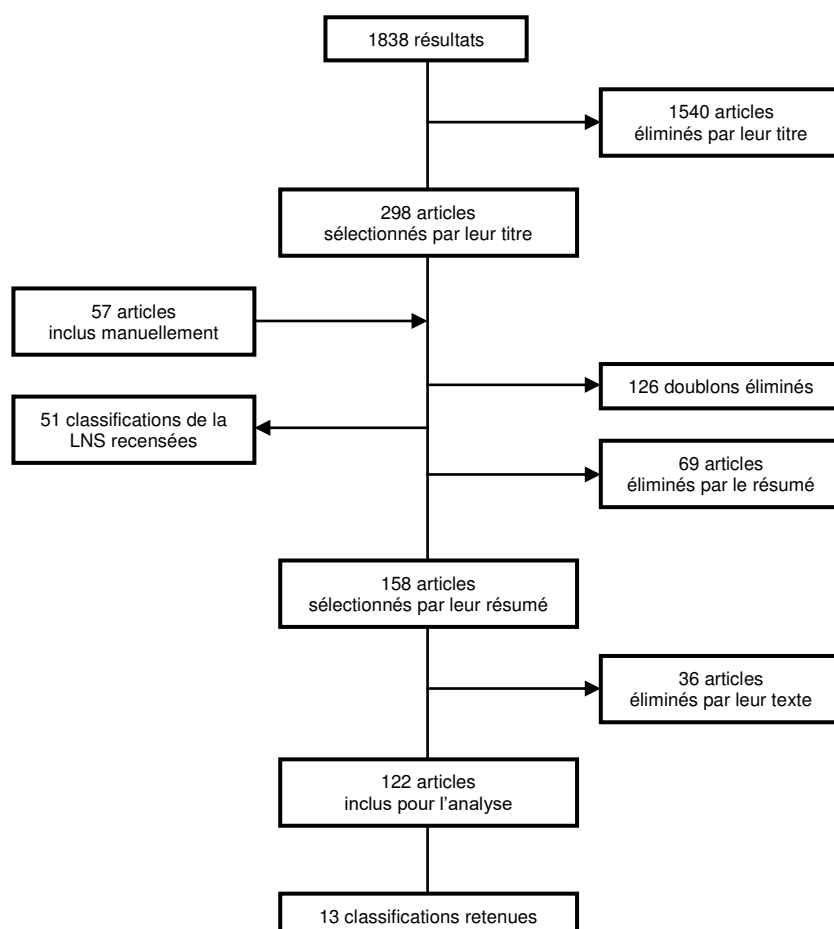 1838 résultats
1540 articles
éliminés par leur titre
298 articles
sélectionnés par leur titre
57 articles
inclus manuellement
126 doublons éliminés
51 classifications de la
LNS recensées
69 articles
éliminés par le résumé
158 articles
sélectionnés par leur résumé
36 articles
éliminés par leur texte
122 articles
inclus pour l'analyse
13 classifications retenues